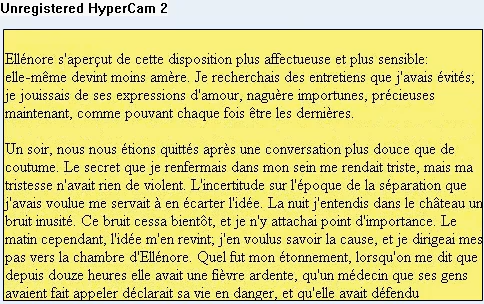 Unregistered HyperCam 2
Ellénore s'aperçut de cette disposition plus affectueuse et plus sensible:
elle-même devint moins amère. Je recherchais des entretiens que j'avais évités;
je jouissais de ses expressions d'amour, naguère importunes, précieuses
maintenant, comme pouvant chaque fois être les dernières.
Un soir, nous nous étions quittés après une conversation plus douce que de
coutume. Le secret que je renfermais dans mon sein me rendait triste, mais ma
tristesse n'avait rien de violent. L'incertitude sur l'époque de la séparation que
j'avais voulue me servait à en écarter l'idée. La nuit j'entendis dans le château un
bruit inusité. Ce bruit cessa bientôt, et je n'y attachai point d'importance. Le
matin cependant, l'idée m'en revint; j'en voulus savoir la cause, et je dirigeai mes
pas vers la chambre d'Ellénore. Quel fut mon étonnement, lorsqu'on me dit que
depuis douze heures elle avait une fièvre ardente, qu'un médecin que ses gens
avaient fait appeler déclarait sa vie en danger, et qu'elle avait défendu